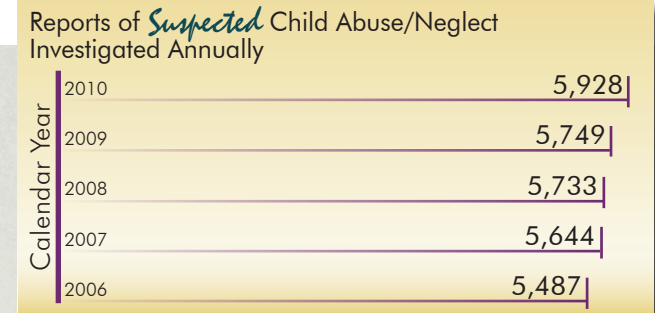 Reports of Suspected Child Abuse/Neglect
Investigated Annually
Calendar Year
2010 5,928
2009 5,749
2008 5,733
2007 5,644
2006 5,487